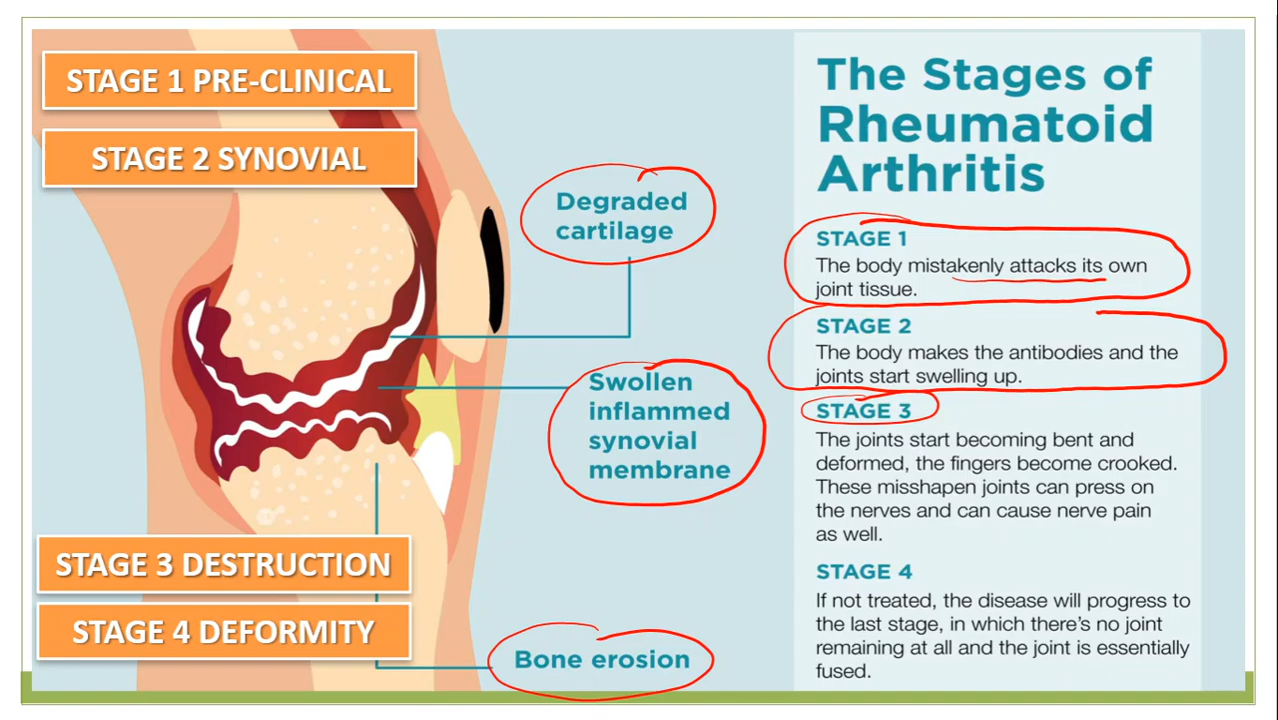 STAGE 1 PRE-CLINICAL
STAGE 2 SYNOVIAL
Degraded
cartilage
Swollen
inflammed
synovial
membrane
STAGE 3 DESTRUCTION
STAGE 4 DEFORMITY
Bone erosion
The Stages of
Rheumatoid
Arthritis
STAGE 1
The body mistakenly attacks its own
joint tissue.
STAGE 2
The body makes the antibodies and the
joints start swelling up.
STAGE 3
The joints start becoming bent and
deformed, the fingers become crooked.
These misshapen joints can press on
the nerves and can cause nerve pain
as well.
STAGE 4
If not treated, the disease will progress to
the last stage, in which there's no joint
remaining at all and the joint is essentially
fused.